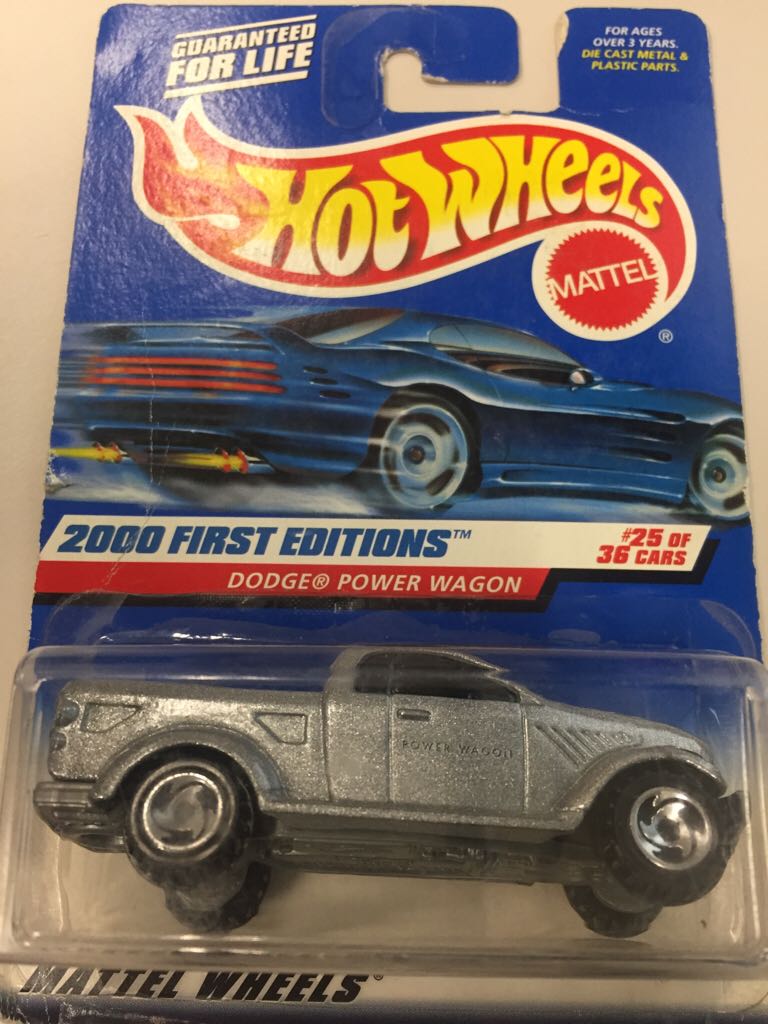 GUARANTEED
FOR LIFE
FOR AGES
OVER 3 YEARS.
DIE CAST METAL &
PLASTIC PARTS.
HOT WHEELS
MATTEL
®
2000 FIRST EDITIONS™
#25 OF
36 CARS
DODGE® POWER WAGON
POWER WAGON
MATTEL WHEELS®